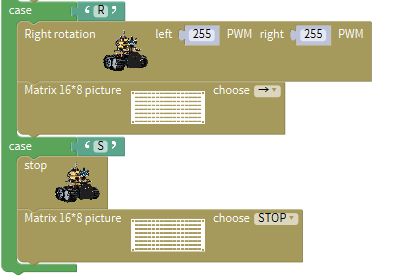 case ‘ R ’
Right rotation left 255 PWM right 255 PWM
Matrix 16*8 picture choose →
case ‘ S ’
stop
Matrix 16*8 picture choose STOP